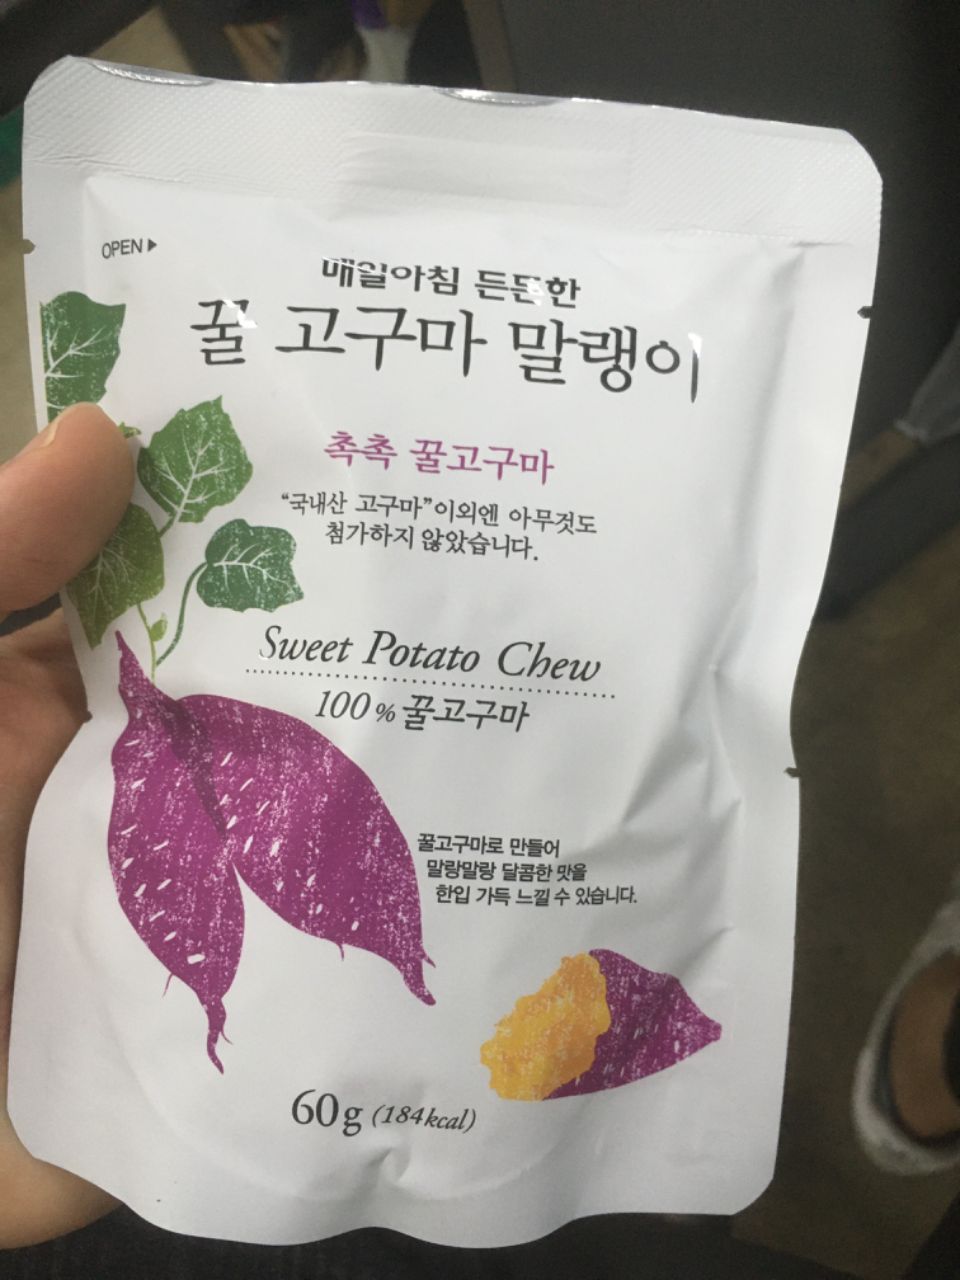 OPEN▶
매일아침 든든한
꿀 고구마 말랭이
촉촉 꿀고구마
“국내산 고구마”이외엔 아무것도
첨가하지 않았습니다.
Sweet Potato Chew
100% 꿀고구마
꿀고구마로 만들어
말랑말랑 달콤한 맛을
한입 가득 느낄 수 있습니다.
60g (184kcal)